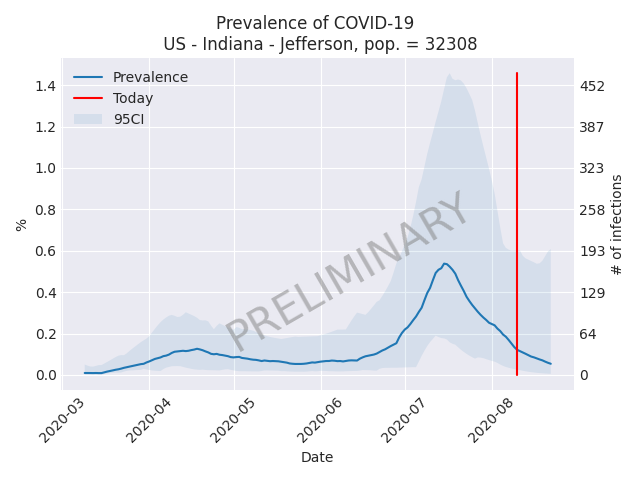 Prevalence of COVID-19
US - Indiana - Jefferson, pop. = 32308
Prevalence
Today
95CI
1.4
1.2
1.0
0.8
0.6
0.4
0.2
0.0
%
452
387
323
258
193
129
64
0
# of infections
PRELIMINARY
2020-03
2020-04
2020-05
2020-06
2020-07
2020-08
Date